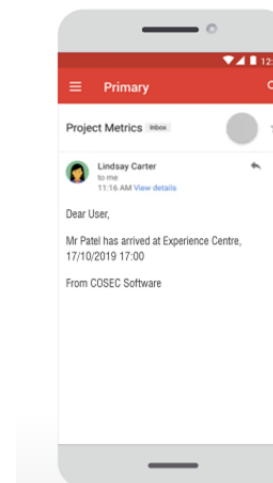 12:
Primary
Project Metrics Inbox
Lindsay Carter
to me
11:16 AM View details
Dear User,
Mr Patel has arrived at Experience Centre,
17/10/2019 17:00
From COSEC Software